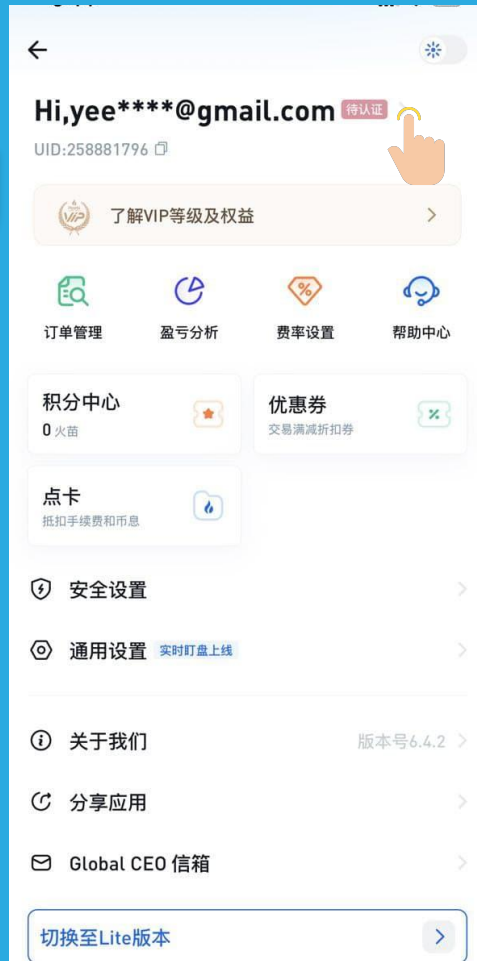 Hi,yee****@gmail.com 待认证
UID:258881796
VIP
了解VIP等级及权益
订单管理 盈亏分析 费率设置 帮助中心
积分中心
0 火苗
优惠券
交易满减折扣券
点卡
抵扣手续费和币息
安全设置
通用设置 实时盯盘上线
关于我们 版本号6.4.2
分享应用
Global CEO 信箱
切换至Lite版本